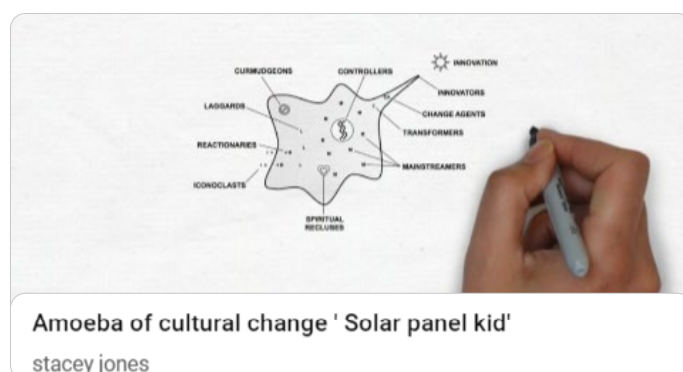 CURMUDGEONS
CONTROLLERS
INNOVATION
INNOVATORS
LAGGARDS
CHANGE AGENTS
TRANSFORMERS
REACTIONARIES
MAINSTREAMERS
ICONOCLASTS
SPIRITUAL
RECLUSES
Amoeba of cultural change ' Solar panel kid'
stacey jones